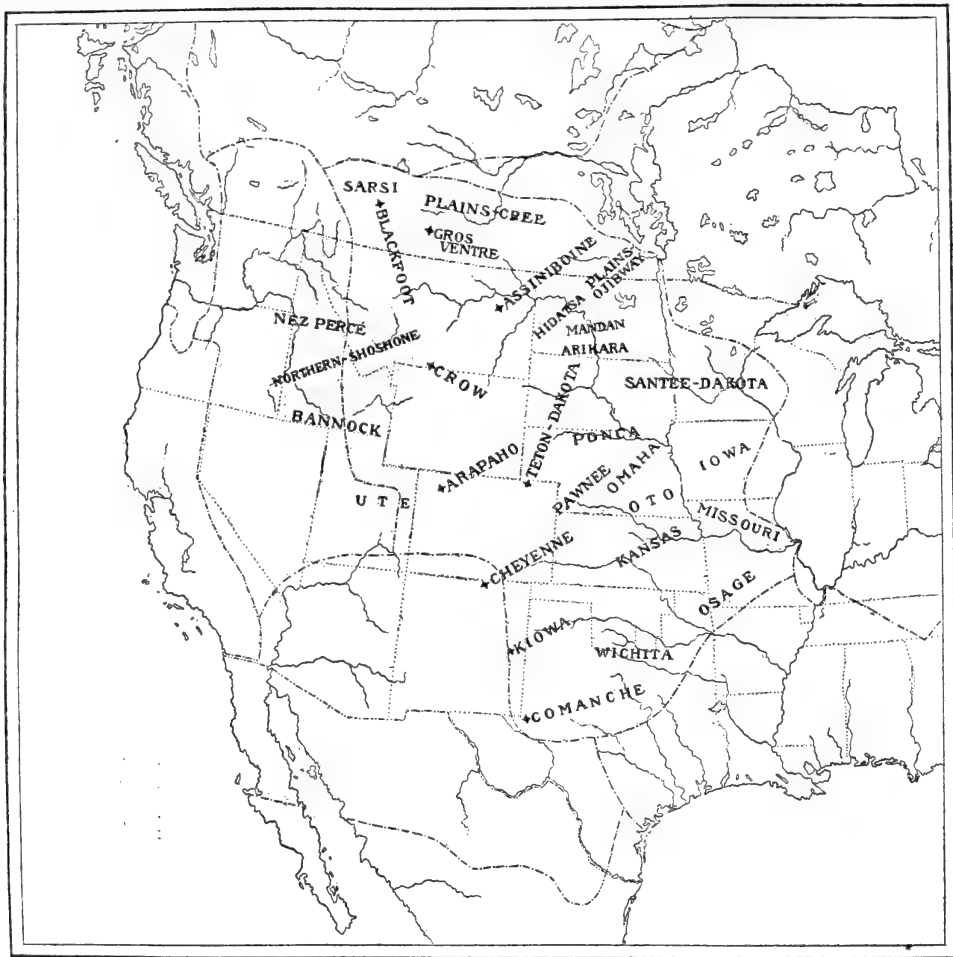 SARSI
PLAINS-CREE
BLACKFOOT
GROS
VENTRE
ASSINIBOINE
PLAINS-
OJIBWAY
HIDATSA
MANDAN
ARIKARA
NEZ PERCÉ
NORTHERN-SHOSHONE
CROW
SANTEE-DAKOTA
TETON-DAKOTA
BANNOCK
PONCA
IOWA
ARAPAHO
OMAHA
PAWNEE
UTE
OTO
MISSOURI
KANSAS
CHEYENNE
OSAGE
KIOWA
WICHITA
COMANCHE